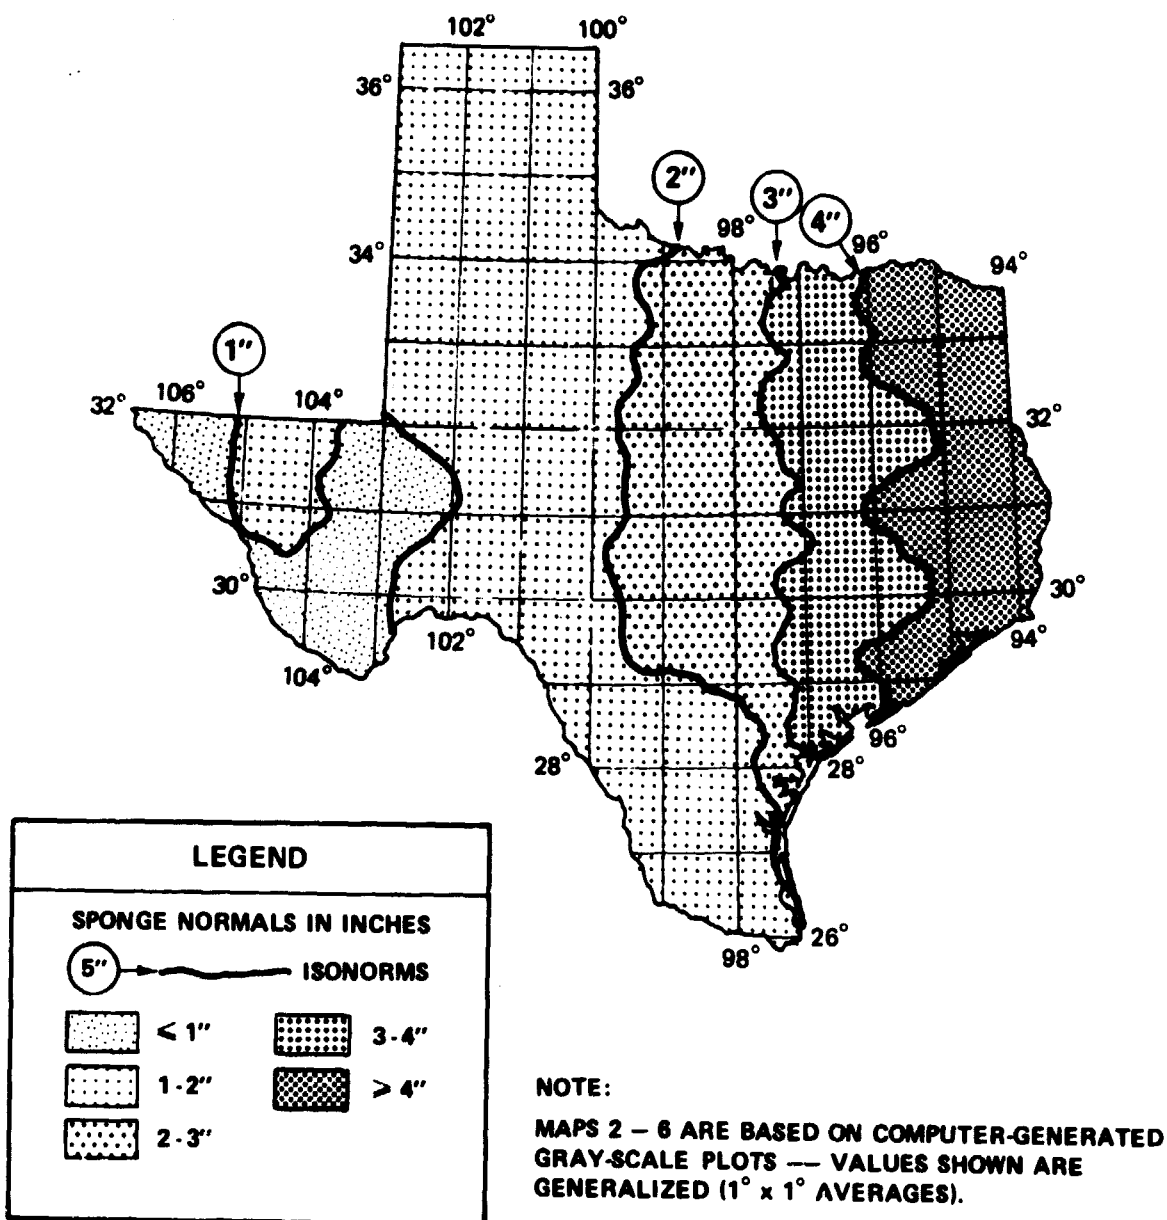 102° 100°
36° 36°
2"
3"
98° 4" 96°
34° 94°
1"
32° 106° 104° 32°
30° 30°
102° 94°
104°
96°
28° 28°
98° 26°
LEGEND
SPONGE NORMALS IN INCHES
5" ISONORMS
⩽ 1" 3-4"
1-2" ⩾ 4"
2-3"
NOTE:
MAPS 2 – 6 ARE BASED ON COMPUTER-GENERATED
GRAY-SCALE PLOTS –– VALUES SHOWN ARE
GENERALIZED (1° x 1° AVERAGES).